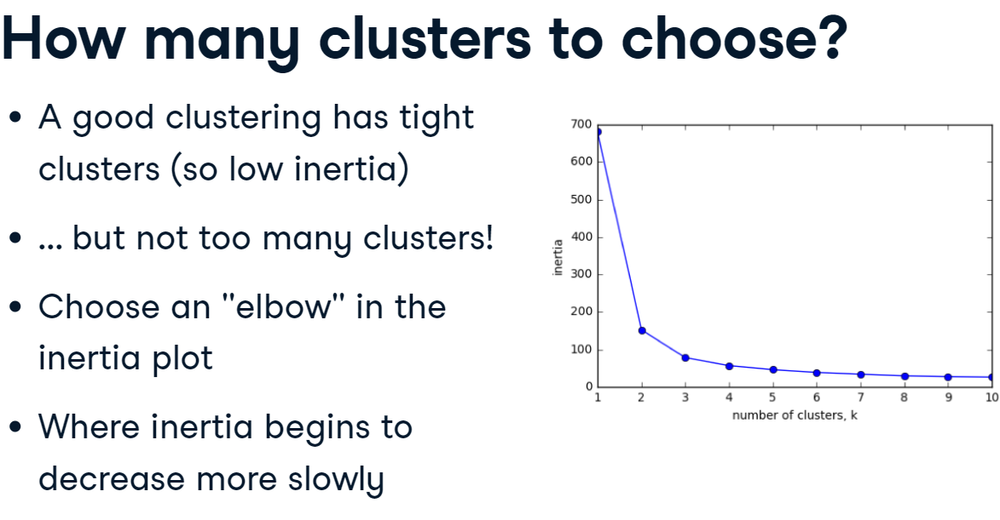 How many clusters to choose?
• A good clustering has tight
clusters (so low inertia)
• ... but not too many clusters!
• Choose an "elbow" in the
inertia plot
• Where inertia begins to
decrease more slowly
700
600
500
400
300
200
100
0
inertia
1 2 3 4 5 6 7 8 9 10
number of clusters, k